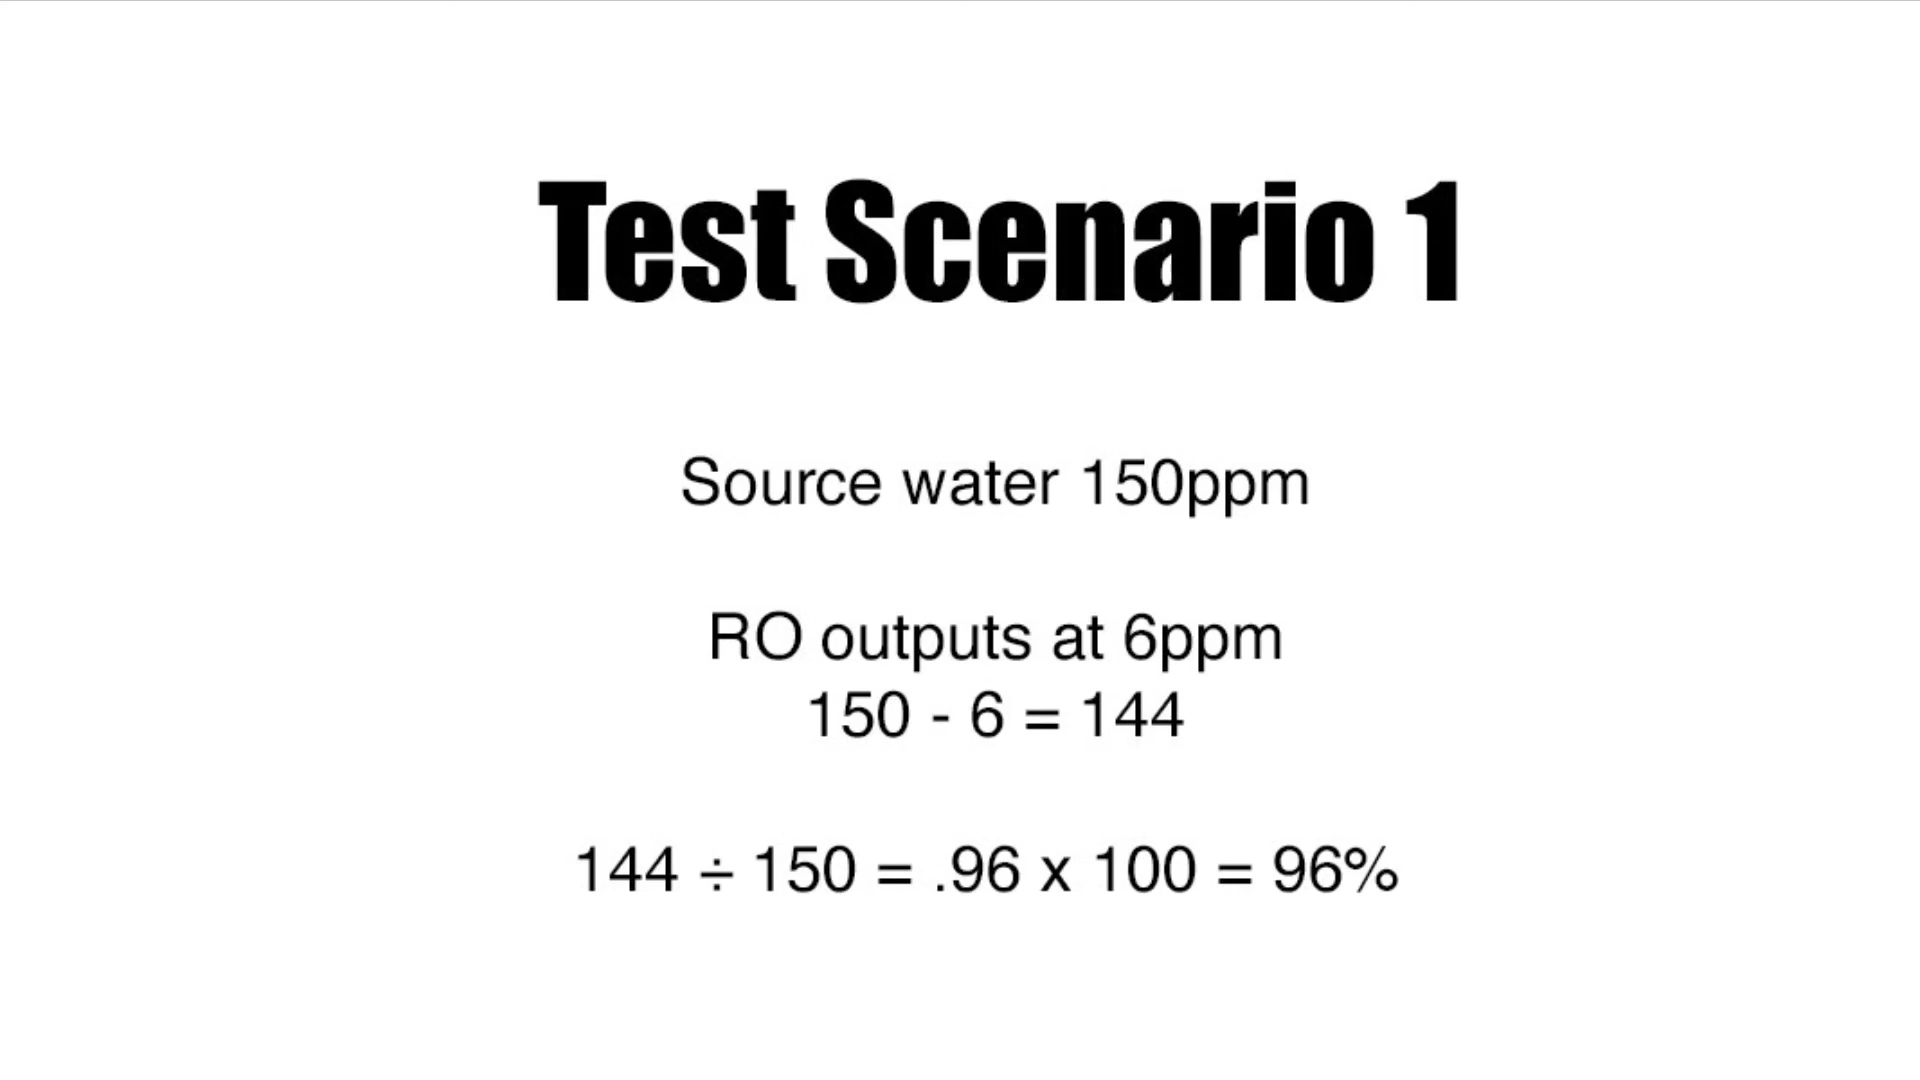 Test Scenario 1
Source water 150ppm
RO outputs at 6ppm
150 - 6 = 144
144 ÷ 150 = .96 x 100 = 96%